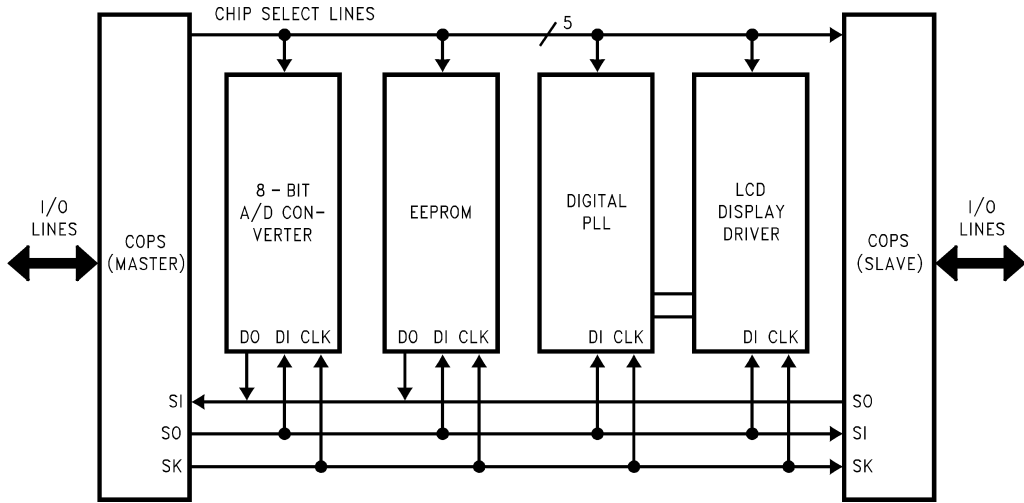 CHIP SELECT LINES
5
I/O
LINES
COPS
(MASTER)
8 – BIT
A/D CON-
VERTER
EEPROM
DIGITAL
PLL
LCD
DISPLAY
DRIVER
COPS
(SLAVE)
I/O
LINES
DO DI CLK
DO DI CLK
DI CLK
DI CLK
SI
SO
SO
SI
SK
SK